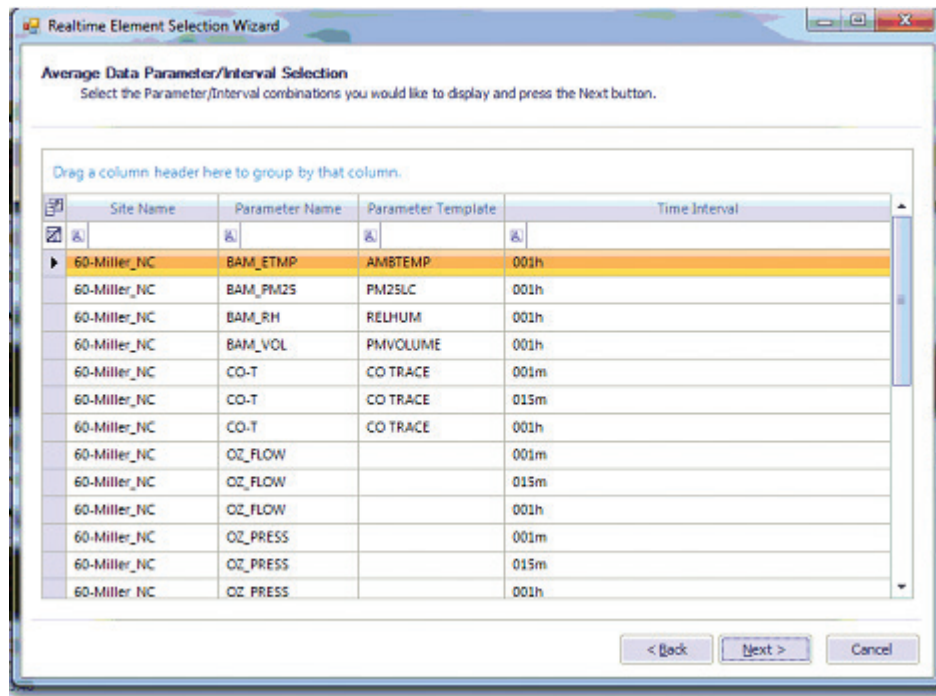 Realtime Element Selection Wizard
Average Data Parameter/Interval Selection
Select the Parameter/Interval combinations you would like to display and press the Next button.
Drag a column header here to group by that column.
Site Name Parameter Name Parameter Template Time Interval
60-Miller_NC BAM_ETMP AMBTEMP 001h
60-Miller_NC BAM_PM25 PM25LC 001h
60-Miller_NC BAM_RH RELHUM 001h
60-Miller_NC BAM_VOL PMVOLUME 001h
60-Miller_NC CO-T CO TRACE 001m
60-Miller_NC CO-T CO TRACE 015m
60-Miller_NC CO-T CO TRACE 001h
60-Miller_NC OZ_FLOW 001m
60-Miller_NC OZ_FLOW 015m
60-Miller_NC OZ_FLOW 001h
60-Miller_NC OZ_PRESS 001m
60-Miller_NC OZ_PRESS 015m
60-Miller_NC OZ_PRESS 001h
< Back Next > Cancel